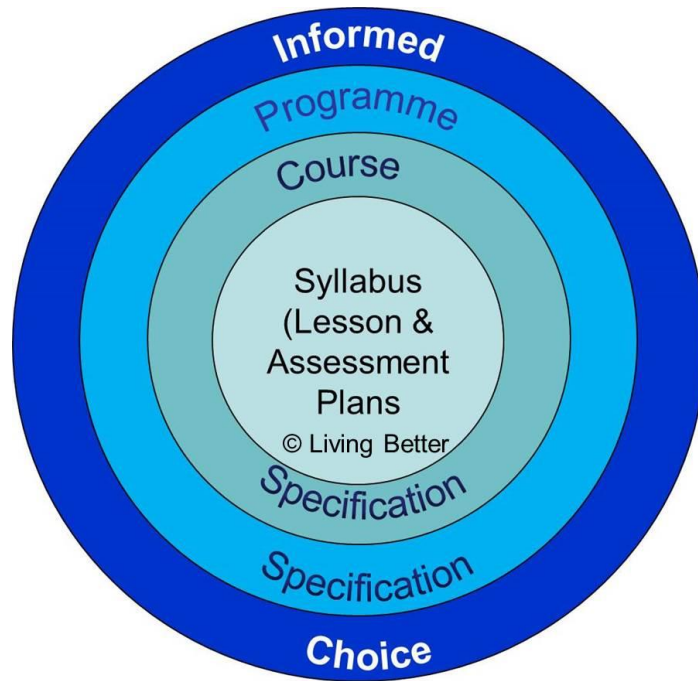 Informed
Programme
Course
Syllabus
(Lesson &
Assessment
Plans
© Living Better
Specification
Specification
Choice